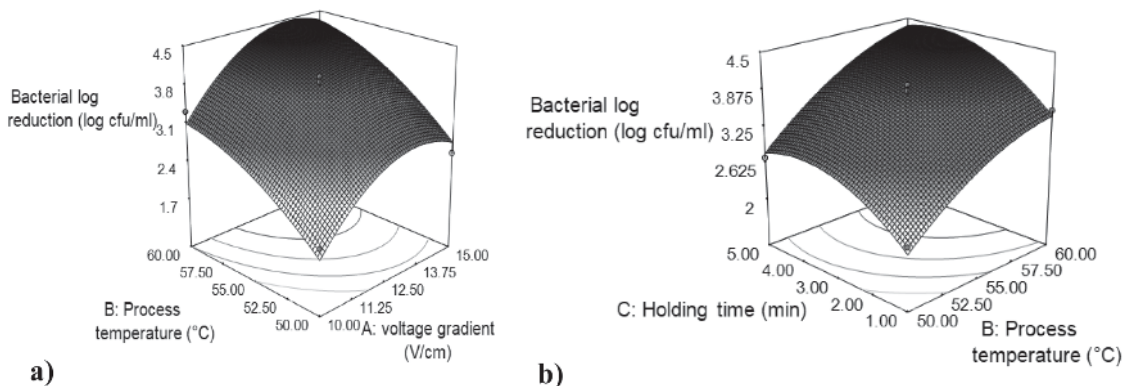 4.5
3.8
Bacterial log
reduction (log cfu/ml)
3.1
2.4
1.7
60.00
57.50
55.00
52.50
50.00
10.00
11.25
12.50
13.75
15.00
B: Process
temperature (°C)
A: voltage gradient
(V/cm)
a)
4.5
3.875
Bacterial log
reduction (log cfu/ml)
3.25
2.625
2
5.00
4.00
3.00
2.00
1.00
50.00
52.50
55.00
57.50
60.00
C: Holding time (min)
B: Process
temperature (°C)
b)